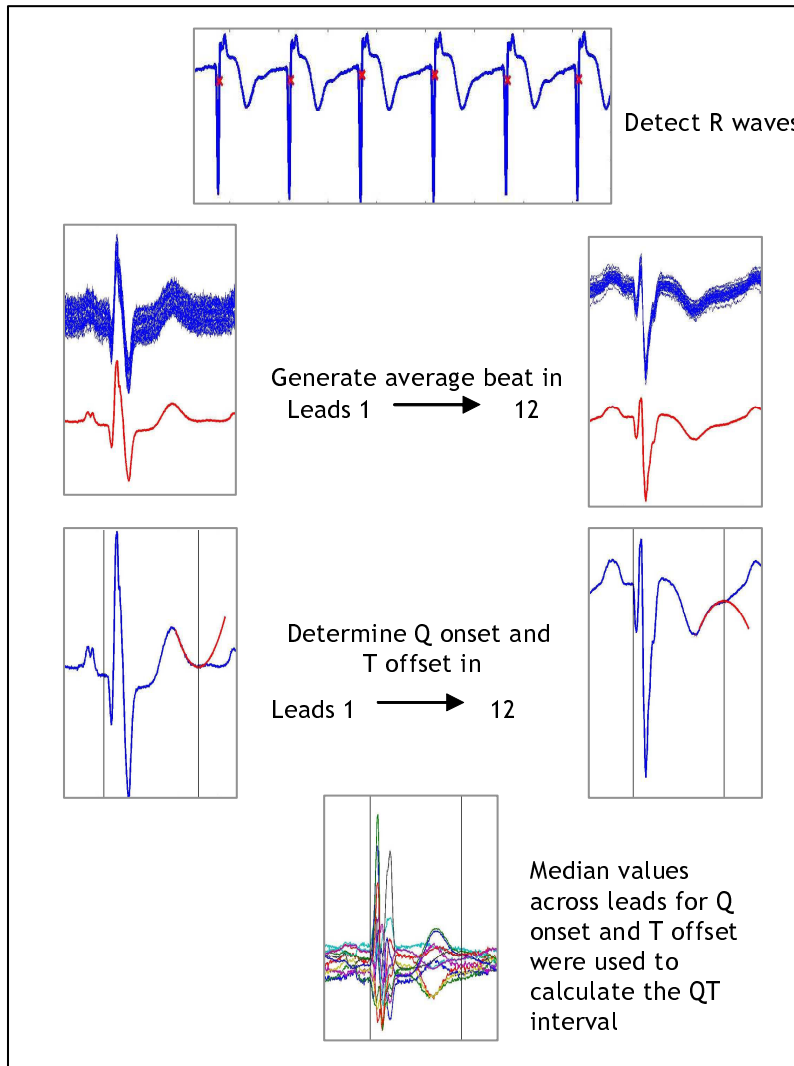 Detect R waves
Generate average beat in
Leads 1 12
Determine Q onset and
T offset in
Leads 1 12
Median values
across leads for Q
onset and T offset
were used to
calculate the QT
interval